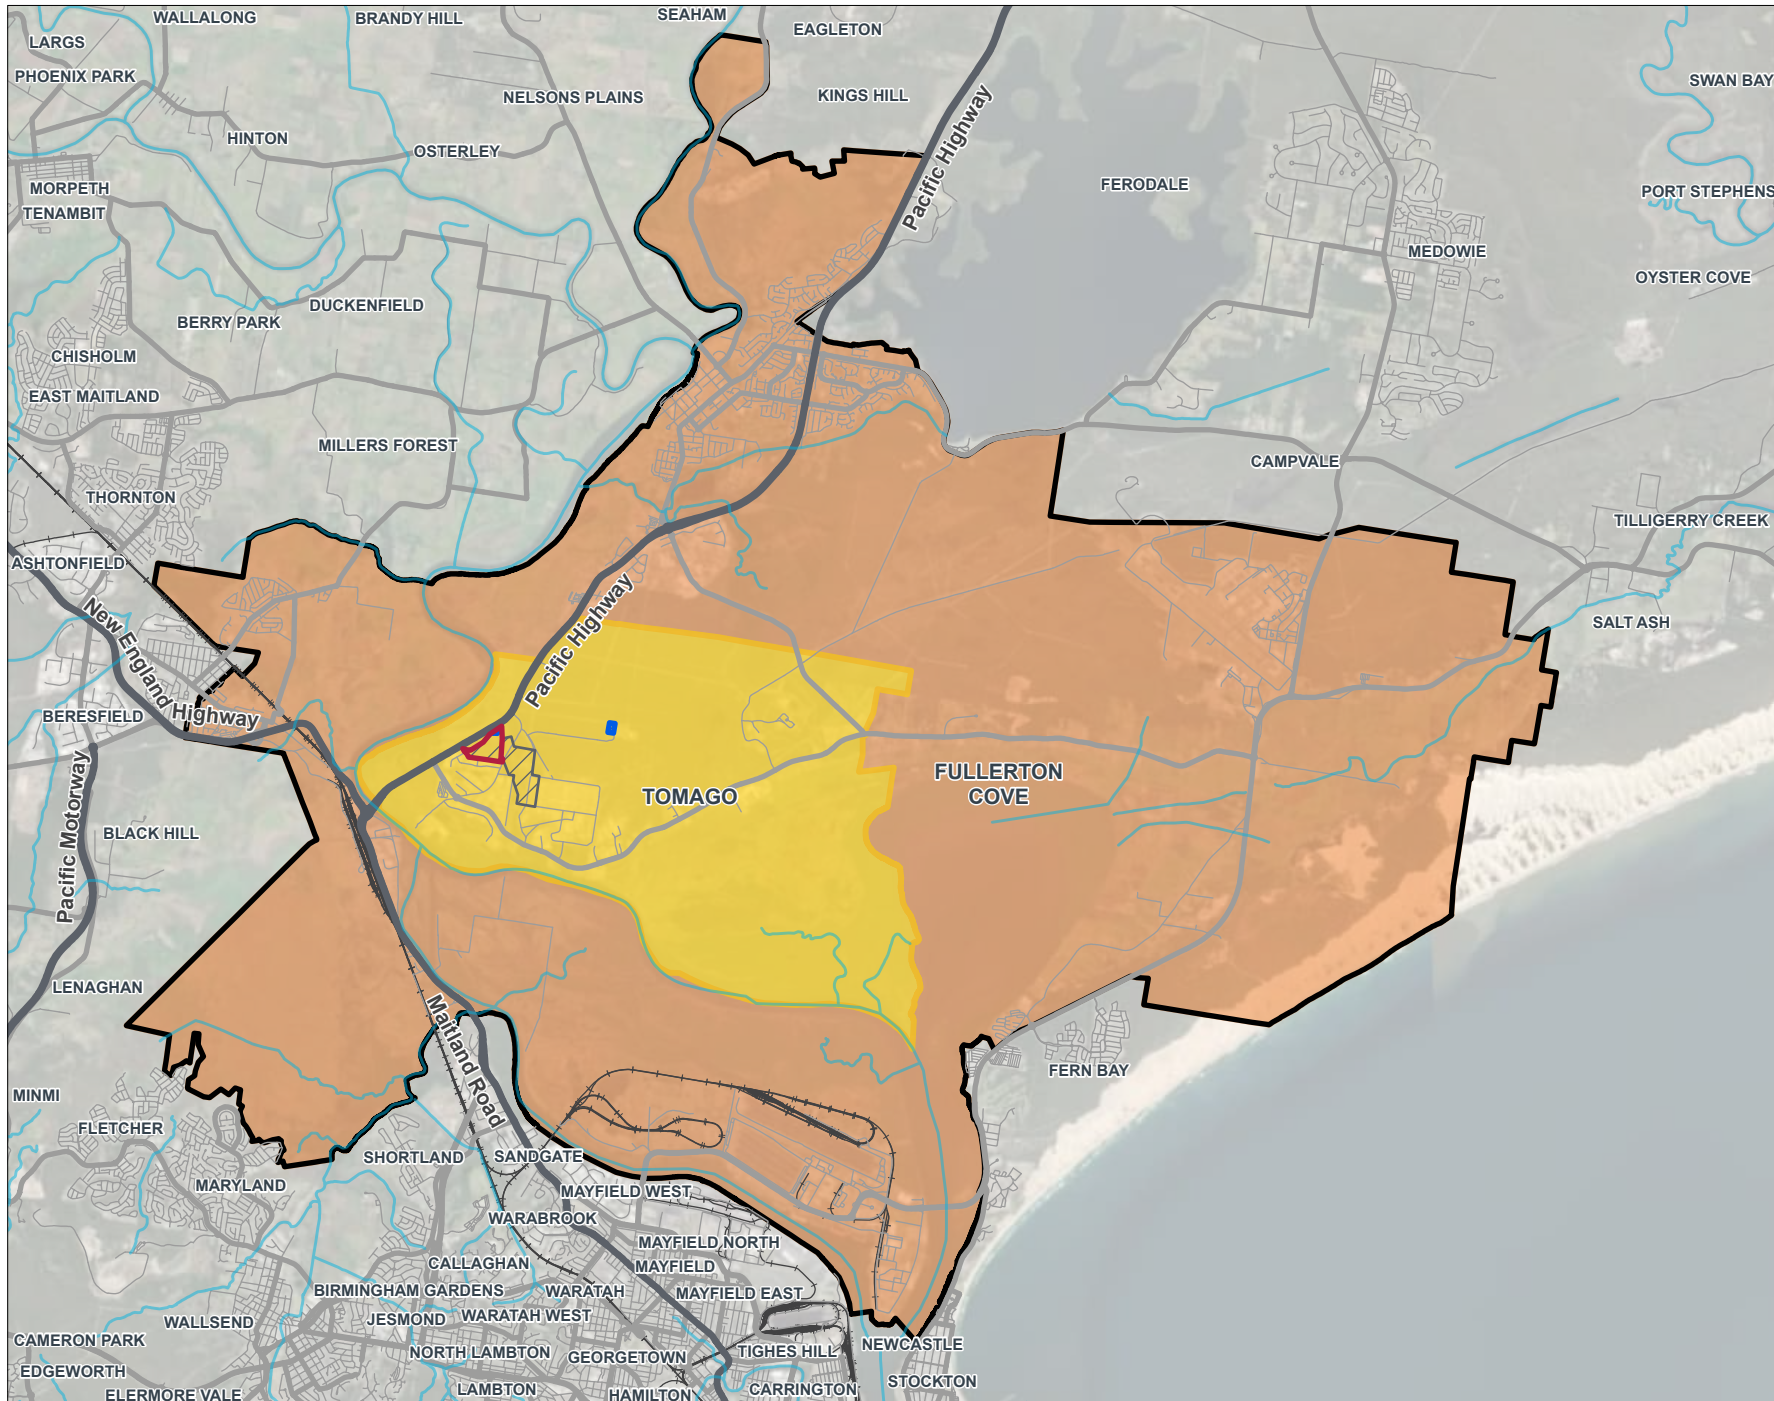 WALLALONG
BRANDY HILL
SEAHAM
EAGLETON
LARGS
PHOENIX PARK
SWAN BAY
NELSONS PLAINS
KINGS HILL
HINTON
OSTERLEY
Pacific Highway
MORPETH
TENAMBIT
FERODALE
PORT STEPHENS
MEDOWIE
OYSTER COVE
DUCKENFIELD
BERRY PARK
CHISHOLM
EAST MAITLAND
MILLERS FOREST
CAMPVALE
THORNTON
TILLIGERRY CREEK
ASHTONFIELD
New England Highway
Pacific Highway
SALT ASH
BERESFIELD
FULLERTON
COVE
TOMAGO
Pacific Motorway
BLACK HILL
LENAGHAN
Maitland Road
FERN BAY
MINMI
FLETCHER
SHORTLAND
SANDGATE
MARYLAND
MAYFIELD WEST
WARABROOK
MAYFIELD NORTH
CALLAGHAN
MAYFIELD
BIRMINGHAM GARDENS
WARATAH
MAYFIELD EAST
WALLSEND
JESMOND
WARATAH WEST
CAMERON PARK
NEWCASTLE
NORTH LAMBTON
GEORGETOWN
TIGHES HILL
EDGEWORTH
STOCKTON
ELERMORE VALE
LAMBTON
HAMILTON
CARRINGTON